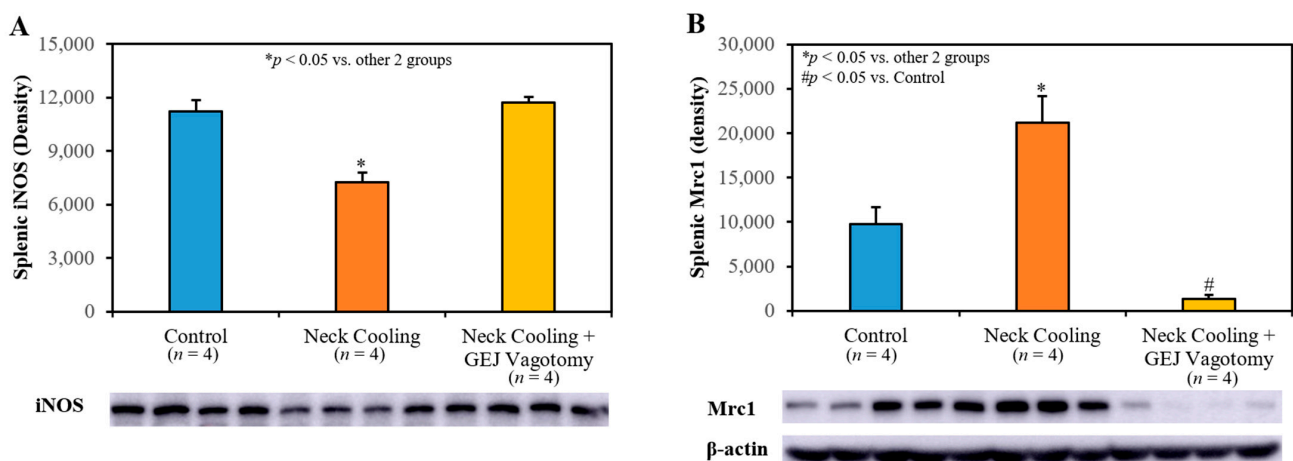 A
Splenic iNOS (Density)
15,000
12,000
9,000
6,000
3,000
0
*p < 0.05 vs. other 2 groups
*
Control
(n = 4)
Neck Cooling
(n = 4)
Neck Cooling +
GEJ Vagotomy
(n = 4)
iNOS
B
Splenic Mrc1 (density)
30,000
25,000
20,000
15,000
10,000
5,000
0
*p < 0.05 vs. other 2 groups
#p < 0.05 vs. Control
*
#
Control
(n = 4)
Neck Cooling
(n = 4)
Neck Cooling +
GEJ Vagotomy
(n = 4)
Mrc1
β-actin